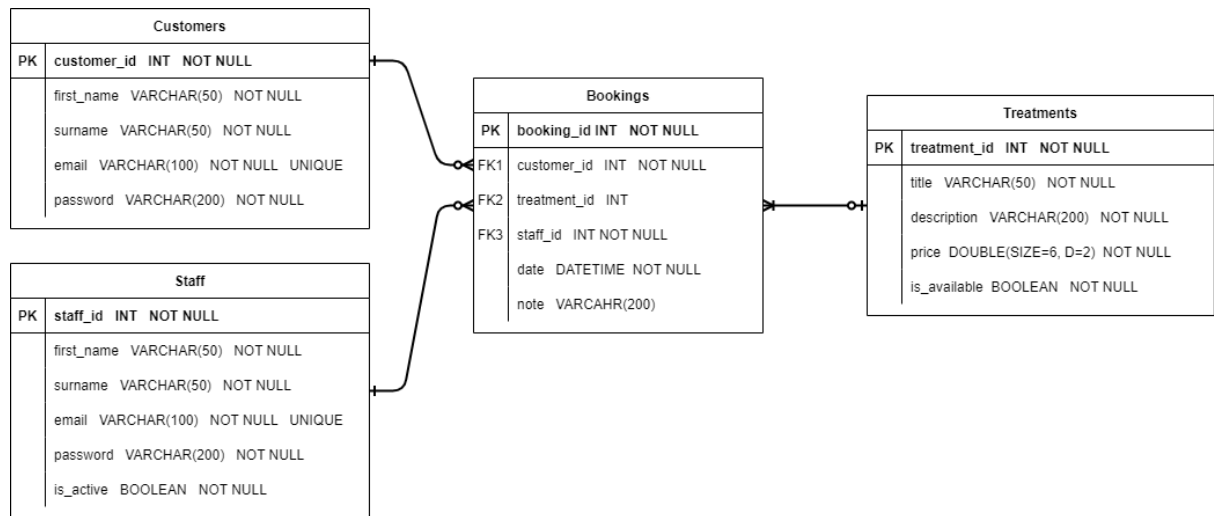 Customers
PK customer_id INT NOT NULL
first_name VARCHAR(50) NOT NULL
surname VARCHAR(50) NOT NULL
email VARCHAR(100) NOT NULL UNIQUE
password VARCHAR(200) NOT NULL
Staff
PK staff_id INT NOT NULL
first_name VARCHAR(50) NOT NULL
surname VARCHAR(50) NOT NULL
email VARCHAR(100) NOT NULL UNIQUE
password VARCHAR(200) NOT NULL
is_active BOOLEAN NOT NULL
Bookings
PK booking_id INT NOT NULL
FK1 customer_id INT NOT NULL
FK2 treatment_id INT
FK3 staff_id INT NOT NULL
date DATETIME NOT NULL
note VARCAHR(200)
Treatments
PK treatment_id INT NOT NULL
title VARCHAR(50) NOT NULL
description VARCHAR(200) NOT NULL
price DOUBLE(SIZE=6, D=2) NOT NULL
is_available BOOLEAN NOT NULL